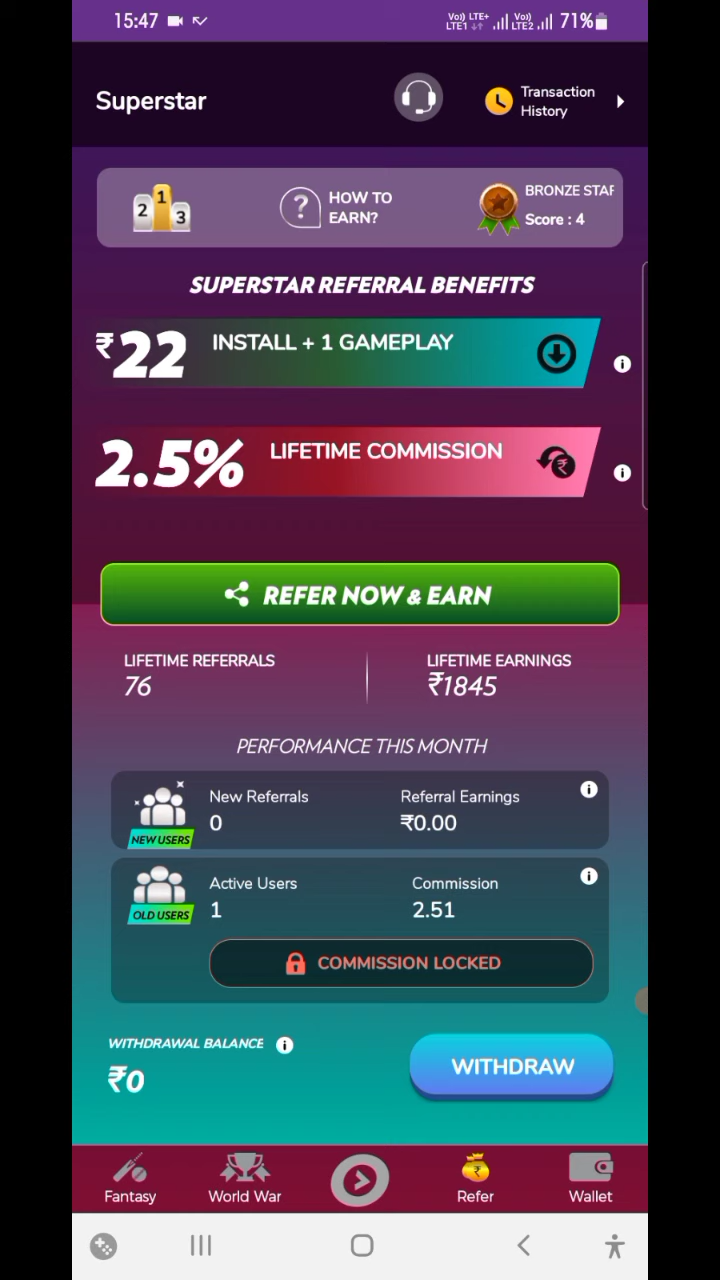 15:47
Vo) LTE+ Vo)
LTE1 LTE2 71%
Superstar
Transaction
History
2 1 3
?
HOW TO
EARN?
BRONZE STAR
Score : 4
SUPERSTAR REFERRAL BENEFITS
₹22 INSTALL + 1 GAMEPLAY
2.5% LIFETIME COMMISSION
REFER NOW & EARN
LIFETIME REFERRALS LIFETIME EARNINGS
76 ₹1845
PERFORMANCE THIS MONTH
New Referrals Referral Earnings
0 ₹0.00
NEW USERS
Active Users Commission
1 2.51
OLD USERS
COMMISSION LOCKED
WITHDRAWAL BALANCE
₹0
WITHDRAW
Fantasy World War Refer Wallet